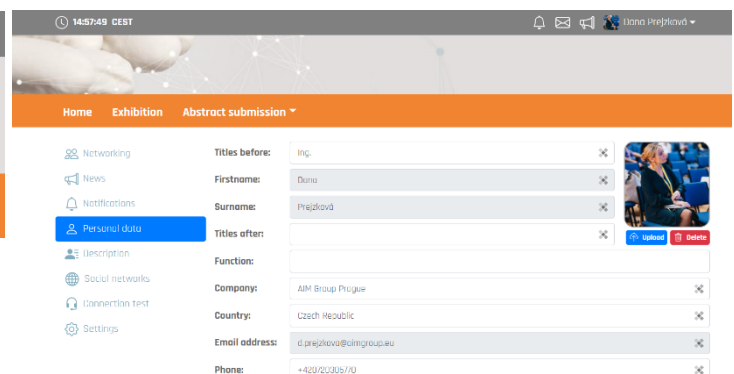 14:57:49 CEST
Dana Prejzková
Home Exhibition Abstract submission
Networking
News
Notifications
Personal data
Description
Social networks
Connection test
Settings
Titles before: Ing.
Firstname: Dana
Surname: Prejzková
Titles after:
Upload Delete
Function:
Company: AIM Group Prague
Country: Czech Republic
Email address: d.prejzkova@aimgroup.eu
Phone: +420720305770